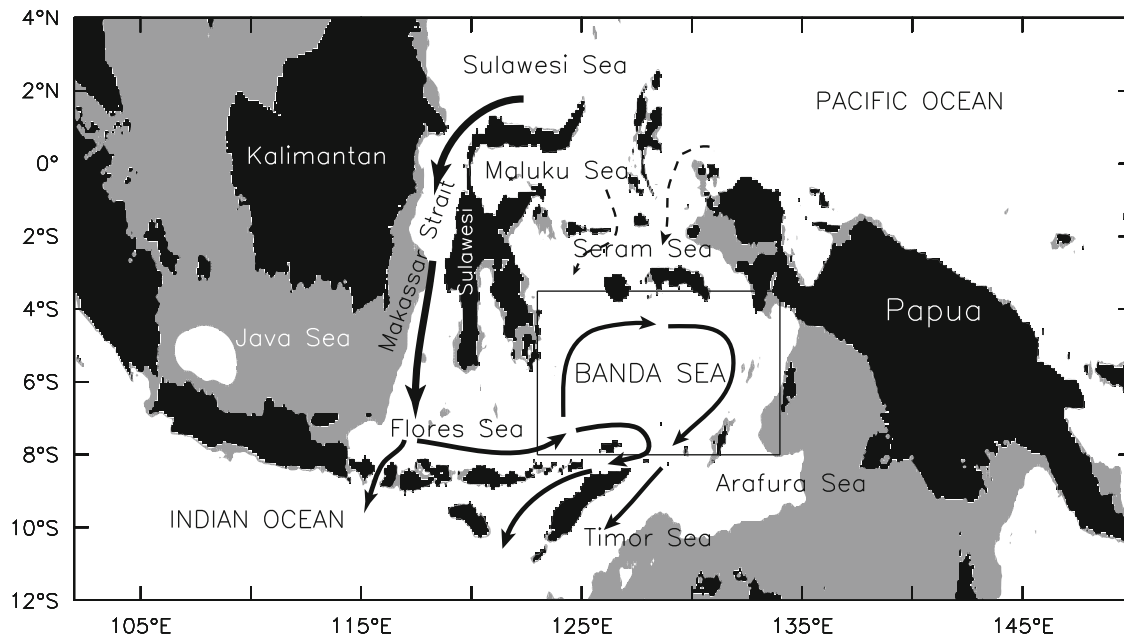 4°N
2°N
0°
2°S
4°S
6°S
8°S
10°S
12°S
Sulawesi Sea
PACIFIC OCEAN
Kalimantan
Maluku Sea
Makassar Strait
Sulawesi
Seram Sea
Papua
Java Sea
BANDA SEA
Flores Sea
Arafura Sea
INDIAN OCEAN
Timor Sea
105°E
115°E
125°E
135°E
145°E